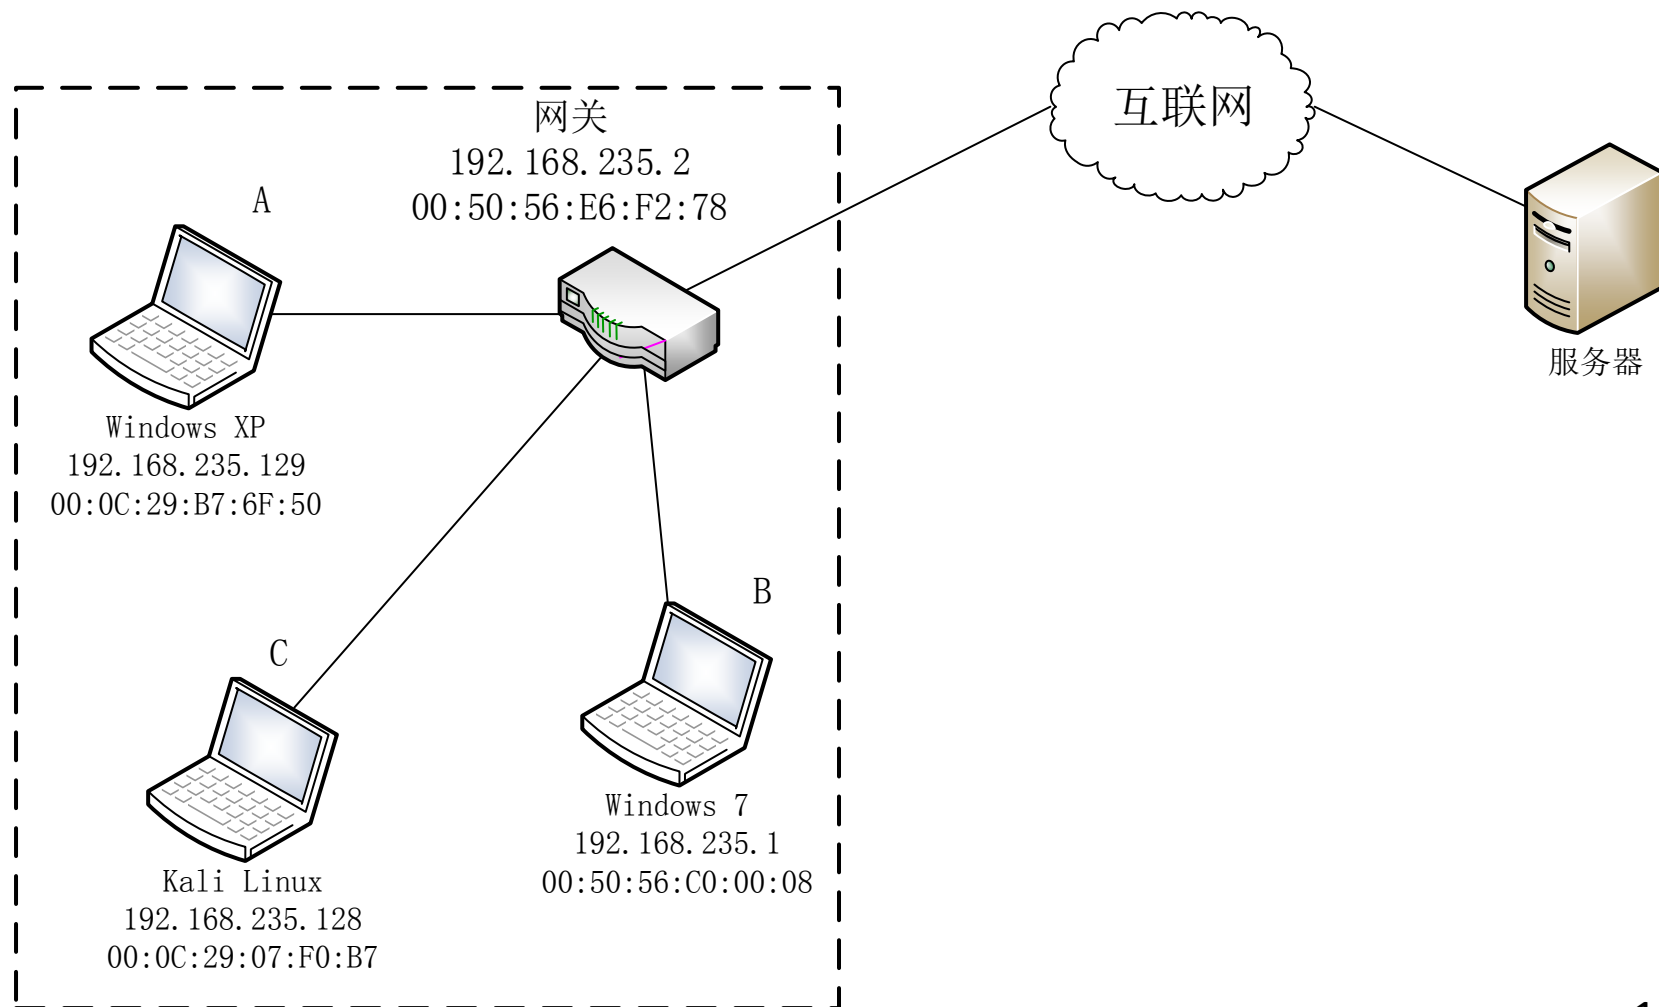 网关
192.168.235.2
00:50:56:E6:F2:78
互联网
A
服务器
Windows XP
192.168.235.129
00:0C:29:B7:6F:50
B
C
Windows 7
192.168.235.1
00:50:56:C0:00:08
Kali Linux
192.168.235.128
00:0C:29:07:F0:B7